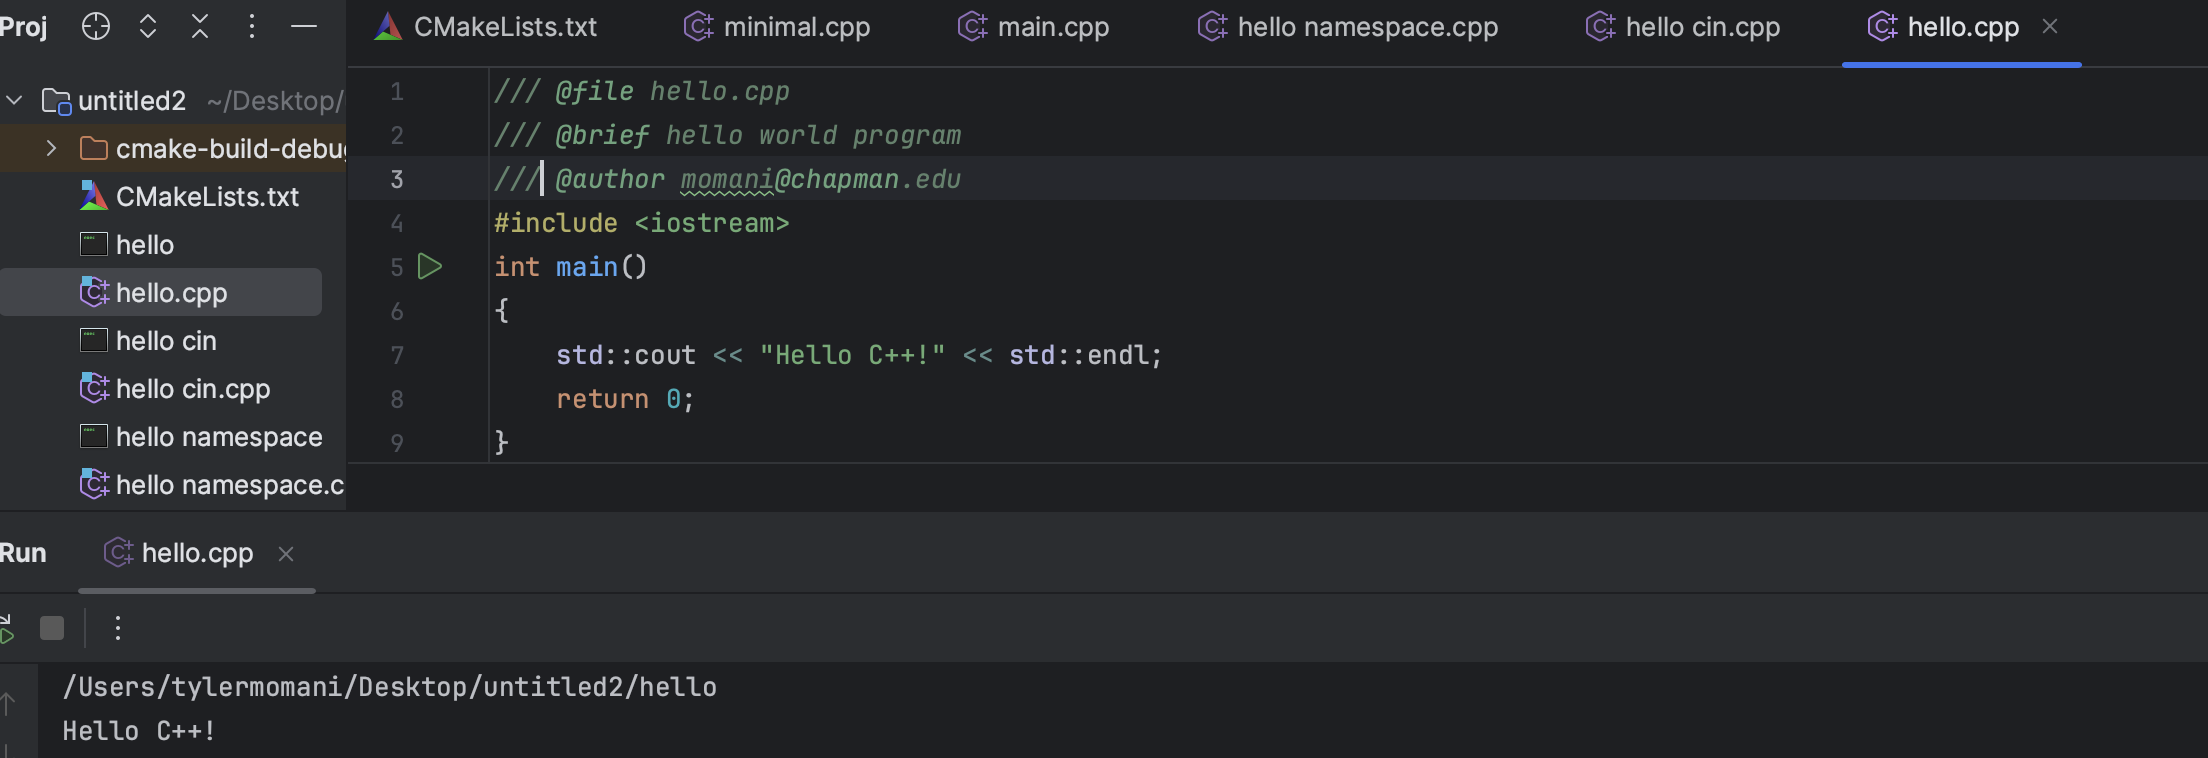 Proj
CMakeLists.txt
minimal.cpp
main.cpp
hello namespace.cpp
hello cin.cpp
hello.cpp
untitled2 ~/Desktop/
cmake-build-debug
CMakeLists.txt
hello
hello.cpp
hello cin
hello cin.cpp
hello namespace
hello namespace.c
1 /// @file hello.cpp
2 /// @brief hello world program
3 /// @author momani@chapman.edu
4 #include <iostream>
5 int main()
6 {
7 std::cout << "Hello C++!" << std::endl;
8 return 0;
9 }
Run
hello.cpp
/Users/tylermomani/Desktop/untitled2/hello
Hello C++!